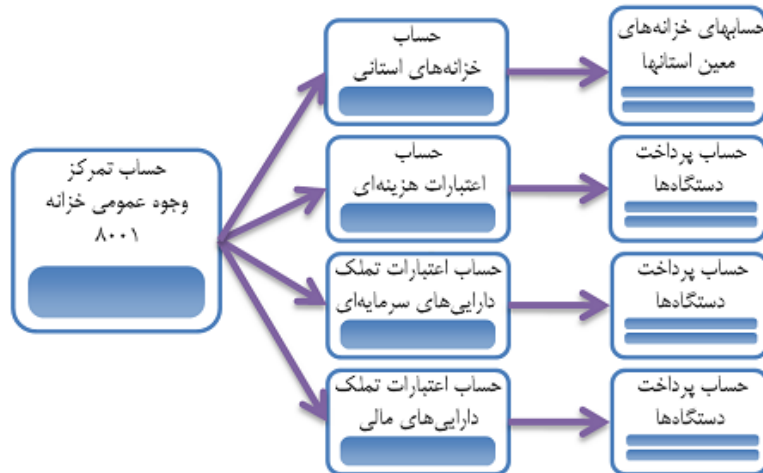 حساب تمرکز
وجوه عمومی خزانه
۸۰۰۱
حساب
خزانه‌های استانی
حسابهای خزانه‌های
معین استانها
حساب
اعتبارات هزینه‌ای
حساب پرداخت
دستگاه‌ها
حساب اعتبارات تملک
دارایی‌های سرمایه‌ای
حساب پرداخت
دستگاه‌ها
حساب اعتبارات تملک
دارایی‌های مالی
حساب پرداخت
دستگاه‌ها